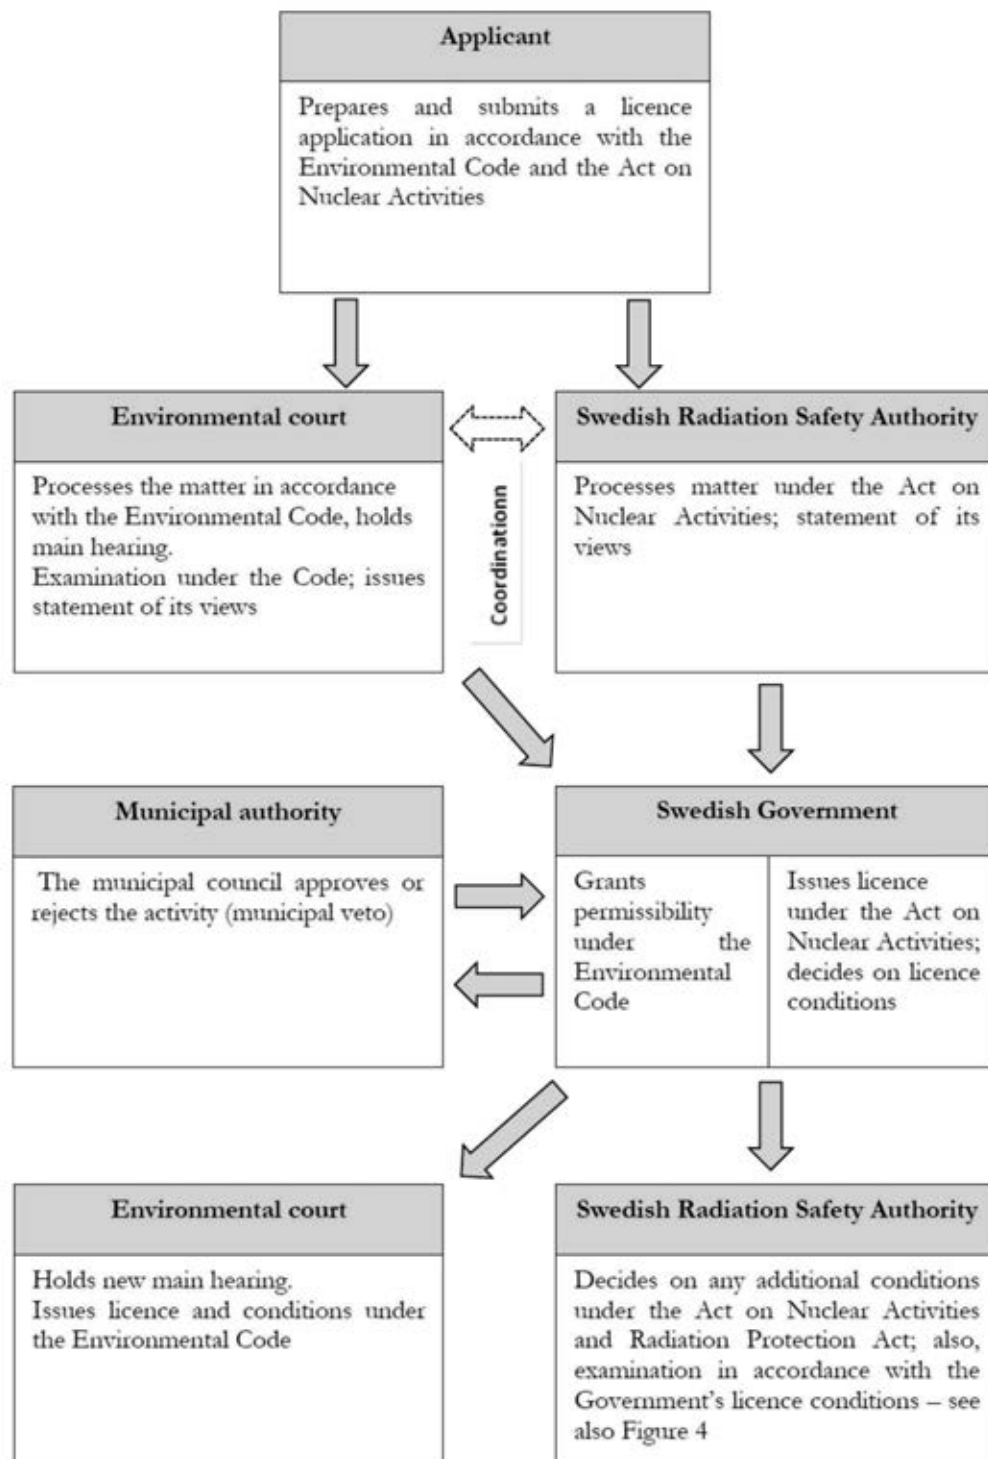 Applicant
Prepares and submits a licence
application in accordance with the
Environmental Code and the Act on
Nuclear Activities
Environmental court
Processes the matter in accordance
with the Environmental Code, holds
main hearing.
Examination under the Code; issues
statement of its views
Coordinationn
Swedish Radiation Safety Authority
Processes matter under the Act on
Nuclear Activities; statement of its
views
Municipal authority
The municipal council approves or
rejects the activity (municipal veto)
Swedish Government
Grants
permissibility
under the
Environmental
Code
Issues licence
under the Act on
Nuclear Activities;
decides on licence
conditions
Environmental court
Holds new main hearing.
Issues licence and conditions under
the Environmental Code
Swedish Radiation Safety Authority
Decides on any additional conditions
under the Act on Nuclear Activities
and Radiation Protection Act; also,
examination in accordance with the
Government's licence conditions – see
also Figure 4